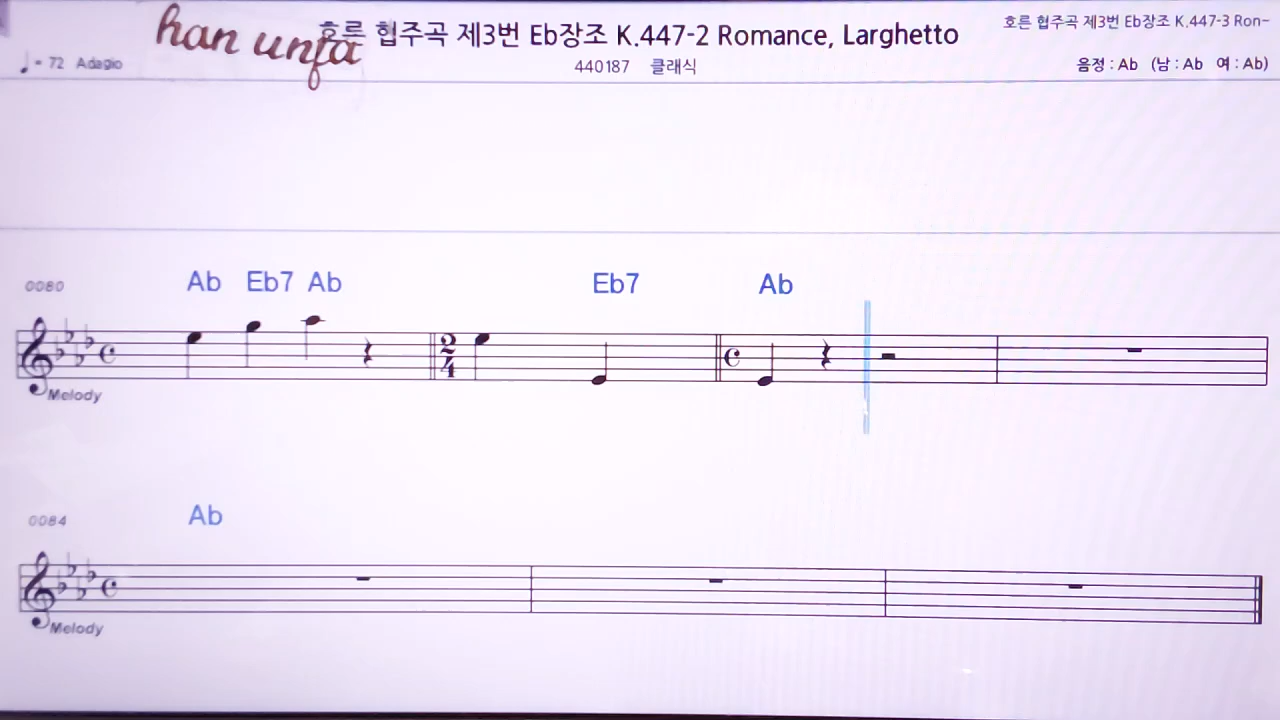 han unfa
호른 협주곡 제3번 Eb장조 K.447-2 Romance, Larghetto
호른 협주곡 제3번 Eb장조 K.447-3 Ron~
♩ = 72 Adagio
440187 클래식
음정 : Ab (남 : Ab 여 : Ab)
0080 Ab Eb7 Ab Eb7 Ab
2
4
Melody
0084 Ab
Melody